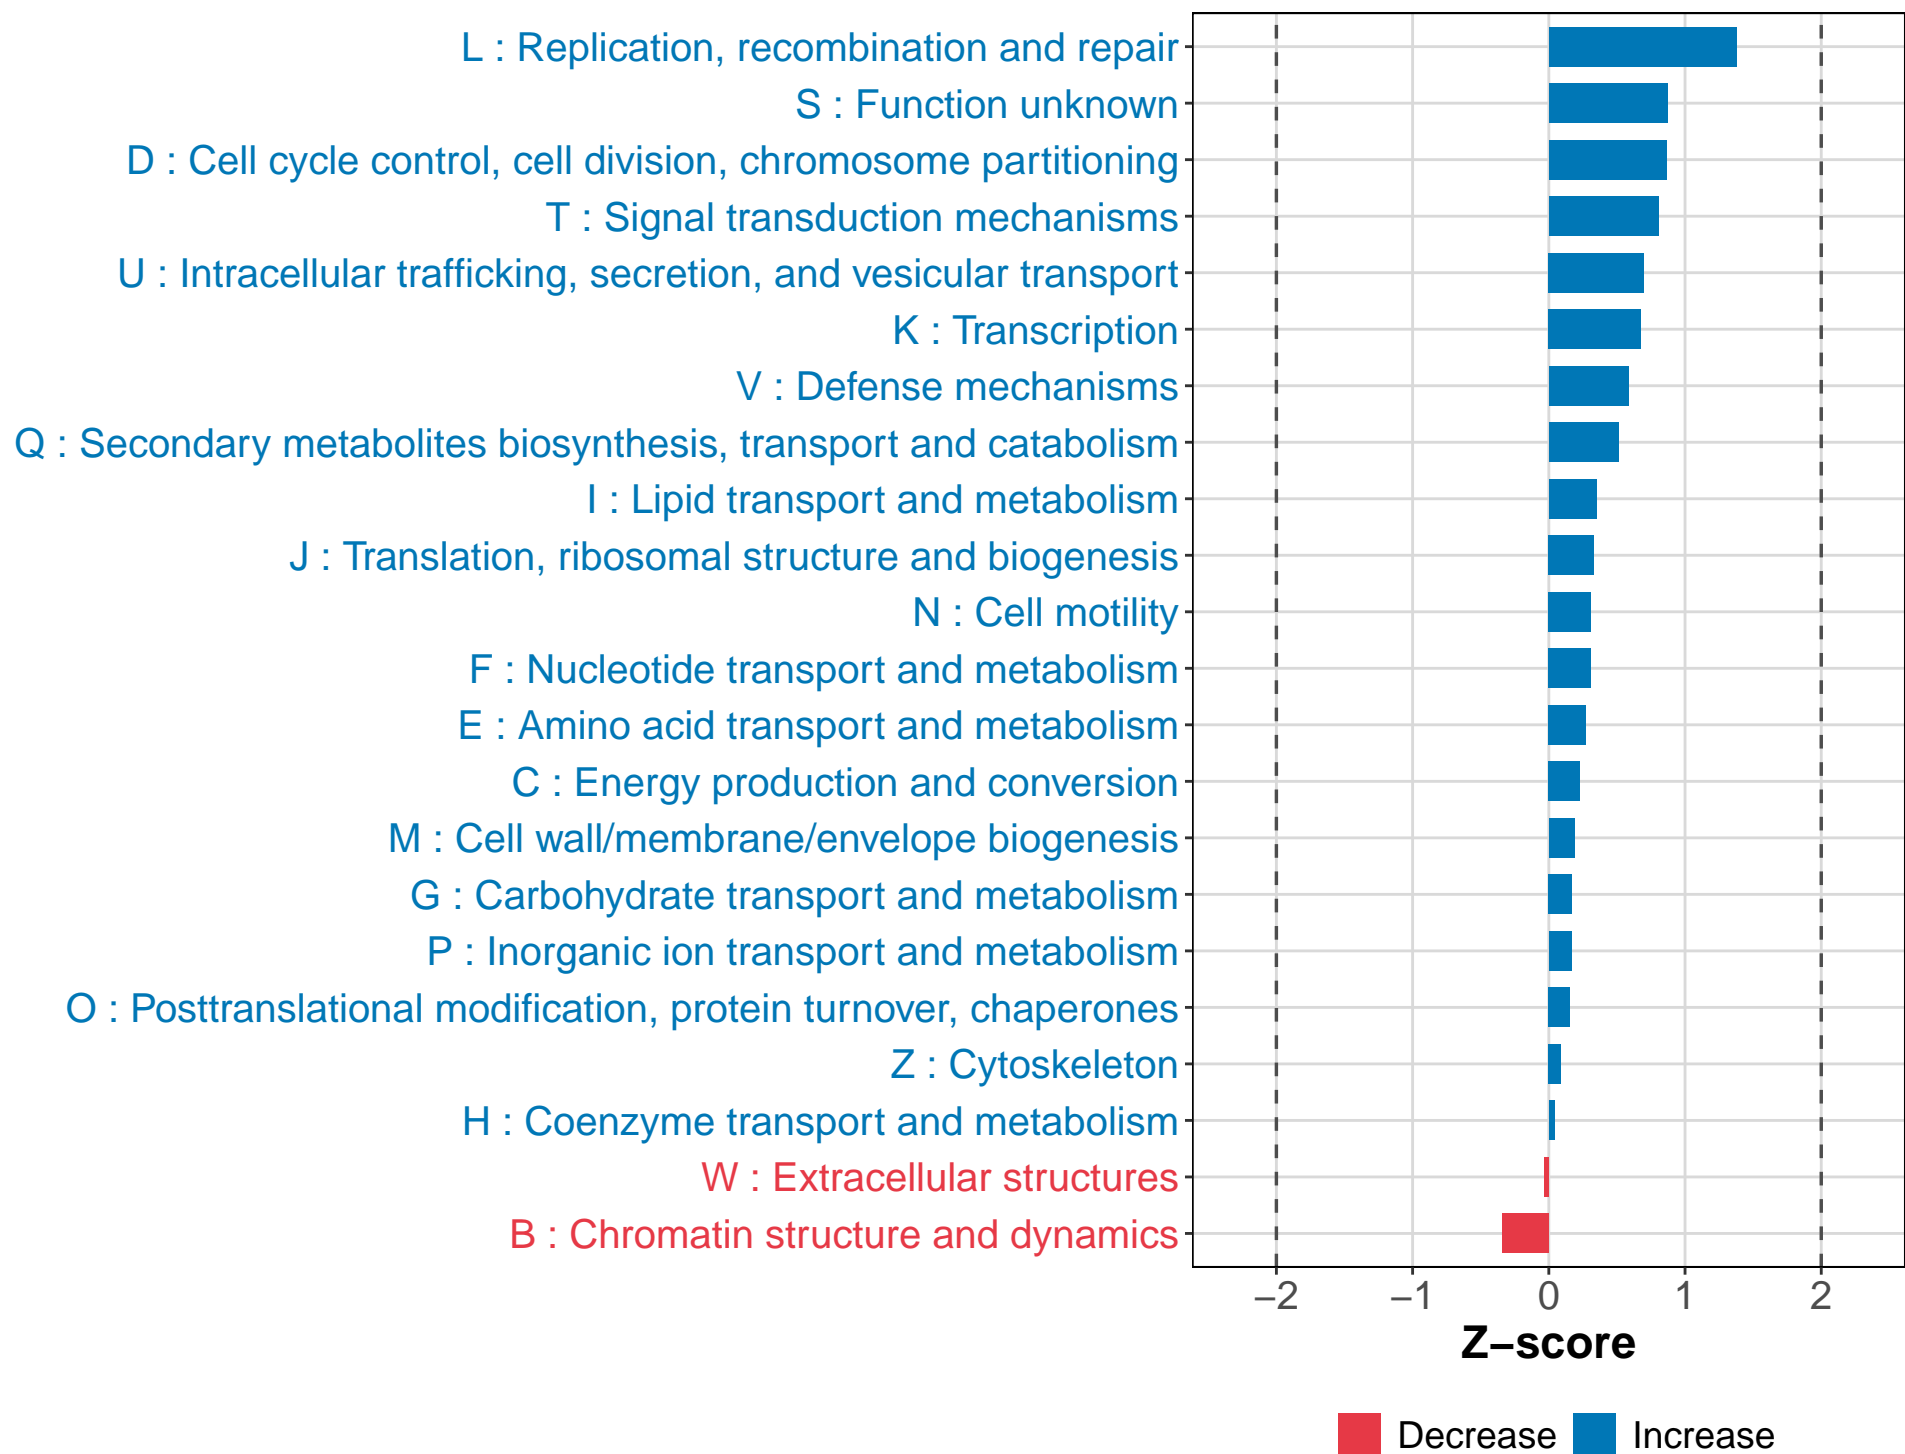 L : Replication, recombination and repair
S : Function unknown
D : Cell cycle control, cell division, chromosome partitioning
T : Signal transduction mechanisms
U : Intracellular trafficking, secretion, and vesicular transport
K : Transcription
V : Defense mechanisms
Q : Secondary metabolites biosynthesis, transport and catabolism
I : Lipid transport and metabolism
J : Translation, ribosomal structure and biogenesis
N : Cell motility
F : Nucleotide transport and metabolism
E : Amino acid transport and metabolism
C : Energy production and conversion
M : Cell wall/membrane/envelope biogenesis
G : Carbohydrate transport and metabolism
P : Inorganic ion transport and metabolism
O : Posttranslational modification, protein turnover, chaperones
Z : Cytoskeleton
H : Coenzyme transport and metabolism
W : Extracellular structures
B : Chromatin structure and dynamics
−2 −1 0 1 2
Z−score
Decrease Increase